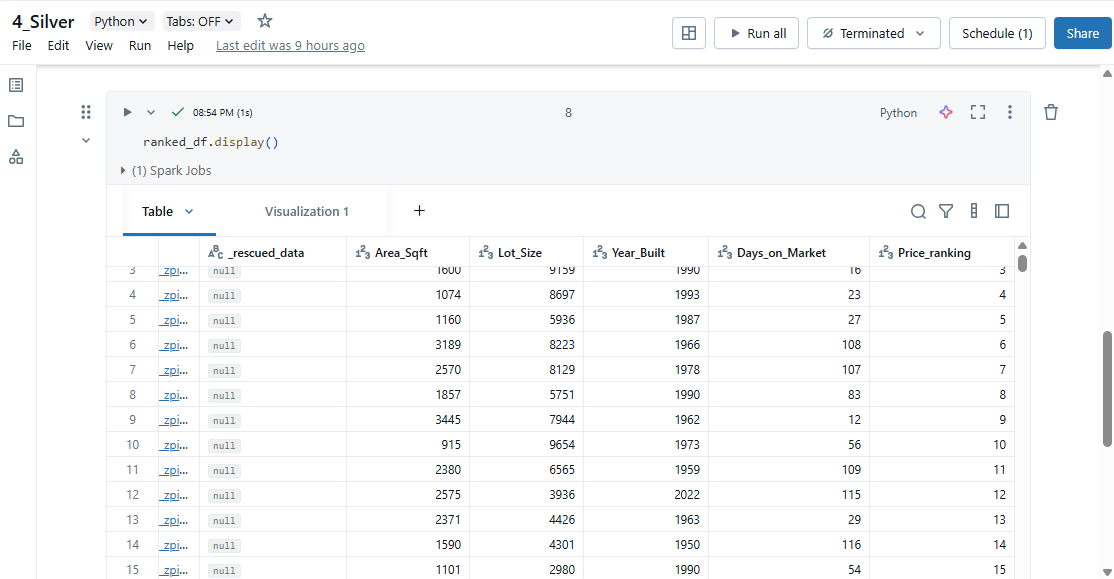 4_Silver Python Tabs: OFF
File Edit View Run Help Last edit was 9 hours ago
Run all Terminated Schedule (1) Share
08:54 PM (1s) 8 Python
ranked_df.display()
(1) Spark Jobs
Table Visualization 1 +
ABC _rescued_data 123 Area_Sqft 123 Lot_Size 123 Year_Built 123 Days_on_Market 123 Price_ranking
3 _zpi... null 1600 9159 1990 16 3
4 _zpi... null 1074 8697 1993 23 4
5 _zpi... null 1160 5936 1987 27 5
6 _zpi... null 3189 8223 1966 108 6
7 _zpi... null 2570 8129 1978 107 7
8 _zpi... null 1857 5751 1990 83 8
9 _zpi... null 3445 7944 1962 12 9
10 _zpi... null 915 9654 1973 56 10
11 _zpi... null 2380 6565 1959 109 11
12 _zpi... null 2575 3936 2022 115 12
13 _zpi... null 2371 4426 1963 29 13
14 _zpi... null 1590 4301 1950 116 14
15 _zpi... null 1101 2980 1990 54 15